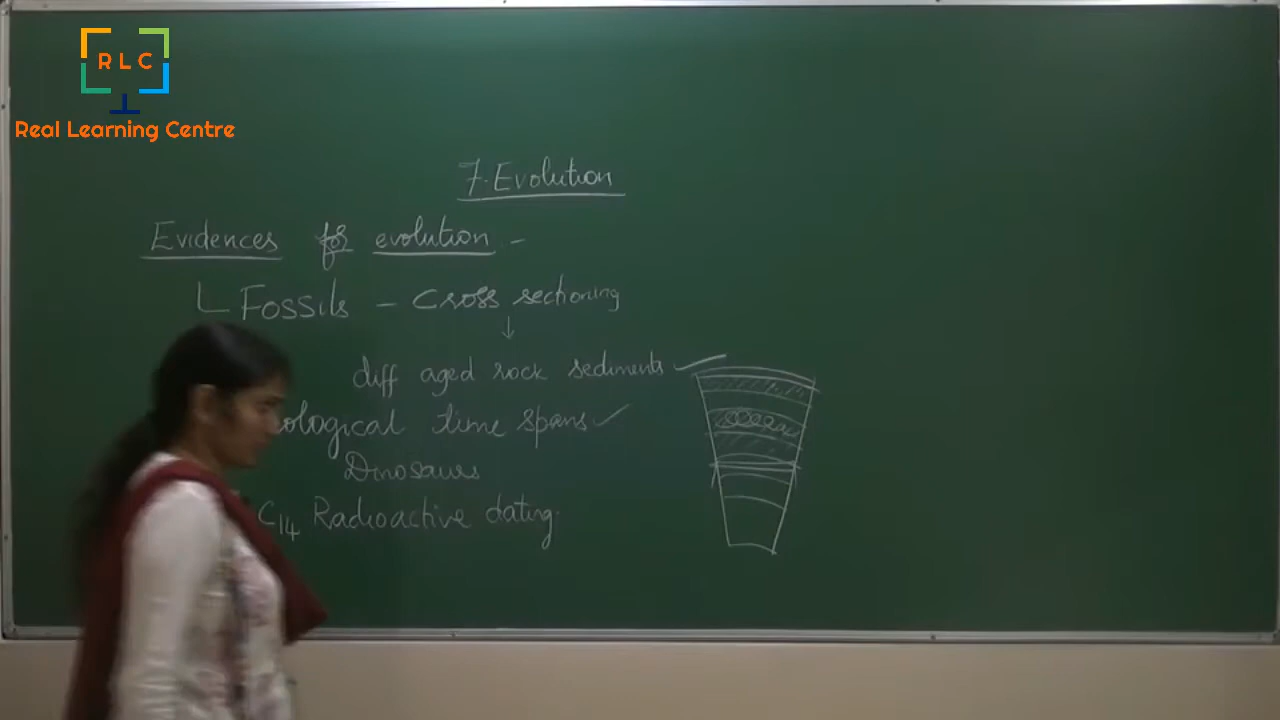 RLC
Real Learning Centre
7. Evolution
Evidences for evolution -
Fossils - Cross sectioning
↓
diff aged rock sediments ✓
ological time spans ✓
Dinosaurs
C14 Radioactive dating.